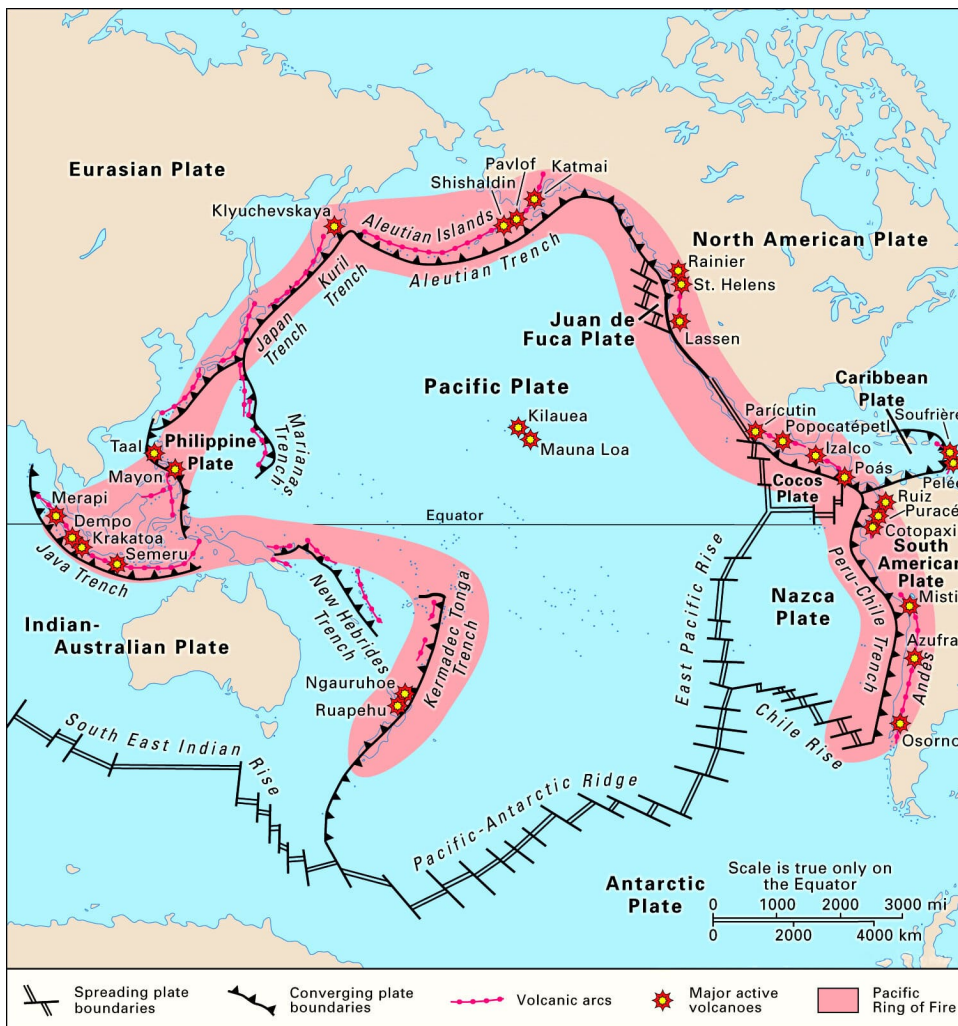 Eurasian Plate
Klyuchevskaya
Shishaldin
Pavlof
Katmai
Aleutian Islands
Aleutian Trench
Kuril
Trench
Japan
Trench
North American Plate
Rainier
St. Helens
Lassen
Juan de
Fuca Plate
Pacific Plate
Kilauea
Mauna Loa
Caribbean
Plate
Soufrière
Pelée
Parícutin
Popocatépetl
Izalco
Poás
Cocos
Plate
Ruiz
Puracé
Cotopaxi
South
American
Plate
Misti
Azufra
Andes
Osorno
Taal
Philippine
Plate
Mayon
Marianas
Trench
Merapi
Dempo
Krakatoa
Semeru
Java Trench
Equator
Indian-
Australian Plate
New Hebrides
Trench
Kermadec Tonga
Trench
Ngauruhoe
Ruapehu
East Pacific Rise
Nazca
Plate
Peru-Chile Trench
Chile Rise
South East Indian
Rise
Pacific-Antarctic Ridge
Antarctic
Plate
Scale is true only on
the Equator
0 1000 2000 3000 mi
0 2000 4000 km
Spreading plate
boundaries
Converging plate
boundaries
Volcanic arcs
Major active
volcanoes
Pacific
Ring of Fire